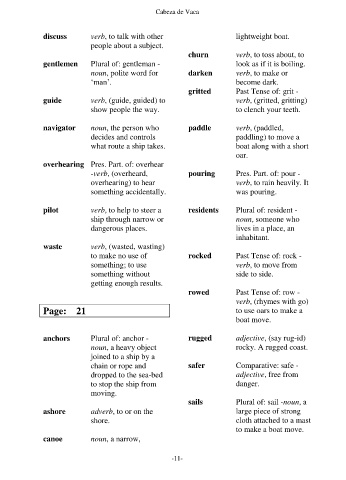 Cabeza de Vaca
discuss verb, to talk with other
people about a subject.
gentlemen Plural of: gentleman -
noun, polite word for
‘man’.
guide verb, (guide, guided) to
show people the way.
navigator noun, the person who
decides and controls
what route a ship takes.
overhearing Pres. Part. of: overhear
-verb, (overheard,
overhearing) to hear
something accidentally.
pilot verb, to help to steer a
ship through narrow or
dangerous places.
waste verb, (wasted, wasting)
to make no use of
something; to use
something without
getting enough results.
Page: 21
anchors Plural of: anchor -
noun, a heavy object
joined to a ship by a
chain or rope and
dropped to the sea-bed
to stop the ship from
moving.
ashore adverb, to or on the
shore.
canoe noun, a narrow,
lightweight boat.
churn verb, to toss about, to
look as if it is boiling.
darken verb, to make or
become dark.
gritted Past Tense of: grit -
verb, (gritted, gritting)
to clench your teeth.
paddle verb, (paddled,
paddling) to move a
boat along with a short
oar.
pouring Pres. Part. of: pour -
verb, to rain heavily. It
was pouring.
residents Plural of: resident -
noun, someone who
lives in a place, an
inhabitant.
rocked Past Tense of: rock -
verb, to move from
side to side.
rowed Past Tense of: row -
verb, (rhymes with go)
to use oars to make a
boat move.
rugged adjective, (say rug-id)
rocky. A rugged coast.
safer Comparative: safe -
adjective, free from
danger.
sails Plural of: sail -noun, a
large piece of strong
cloth attached to a mast
to make a boat move.
-11-